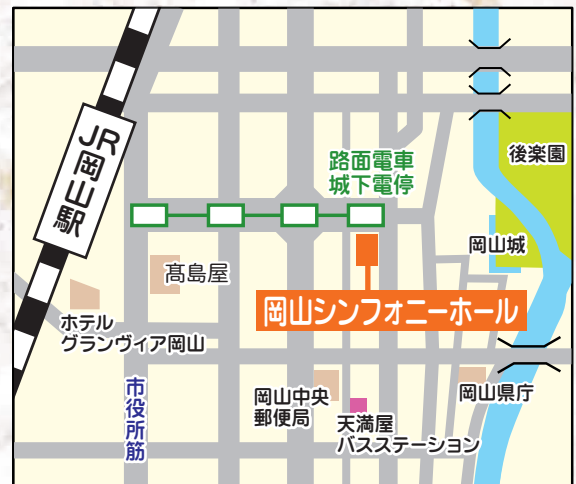 JR岡山駅
路面電車
城下電停
後楽園
岡山城
髙島屋
岡山シンフォニーホール
ホテル
グランヴィア岡山
市役所筋
岡山中央
郵便局
天満屋
バスステーション
岡山県庁